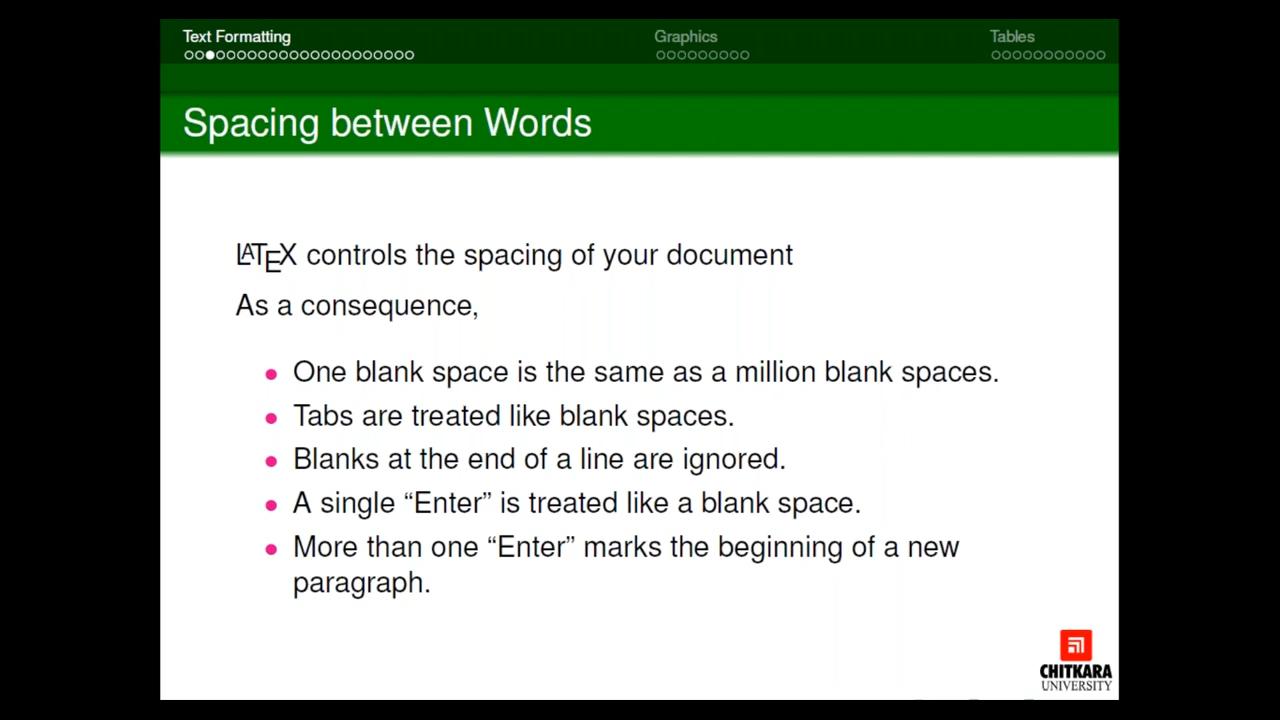 Text Formatting Graphics Tables
Spacing between Words
LATEX controls the spacing of your document
As a consequence,
One blank space is the same as a million blank spaces.
Tabs are treated like blank spaces.
Blanks at the end of a line are ignored.
A single “Enter” is treated like a blank space.
More than one “Enter” marks the beginning of a new
paragraph.
CHITKARA
UNIVERSITY